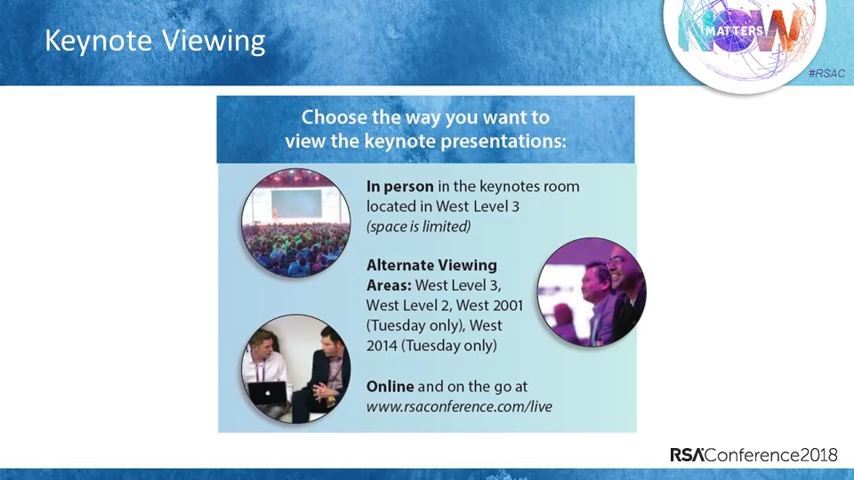 Keynote Viewing
NOW
MATTERS
#RSAC
Choose the way you want to
view the keynote presentations:
In person in the keynotes room
located in West Level 3
(space is limited)
Alternate Viewing
Areas: West Level 3,
West Level 2, West 2001
(Tuesday only), West
2014 (Tuesday only)
Online and on the go at
www.rsaconference.com/live
RSAConference2018